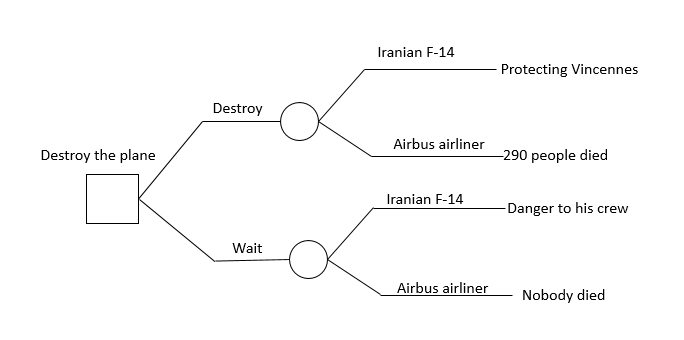 Iranian F-14
Protecting Vincennes
Destroy
Airbus airliner
290 people died
Destroy the plane
Iranian F-14
Danger to his crew
Wait
Airbus airliner
Nobody died